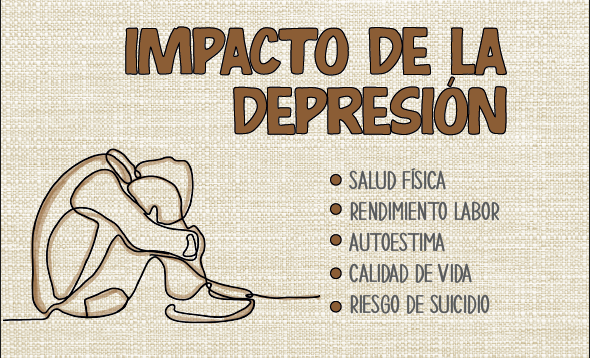 IMPACTO DE LA
DEPRESIÓN
SALUD FÍSICA
RENDIMIENTO LABOR
AUTOESTIMA
CALIDAD DE VIDA
RIESGO DE SUICIDIO